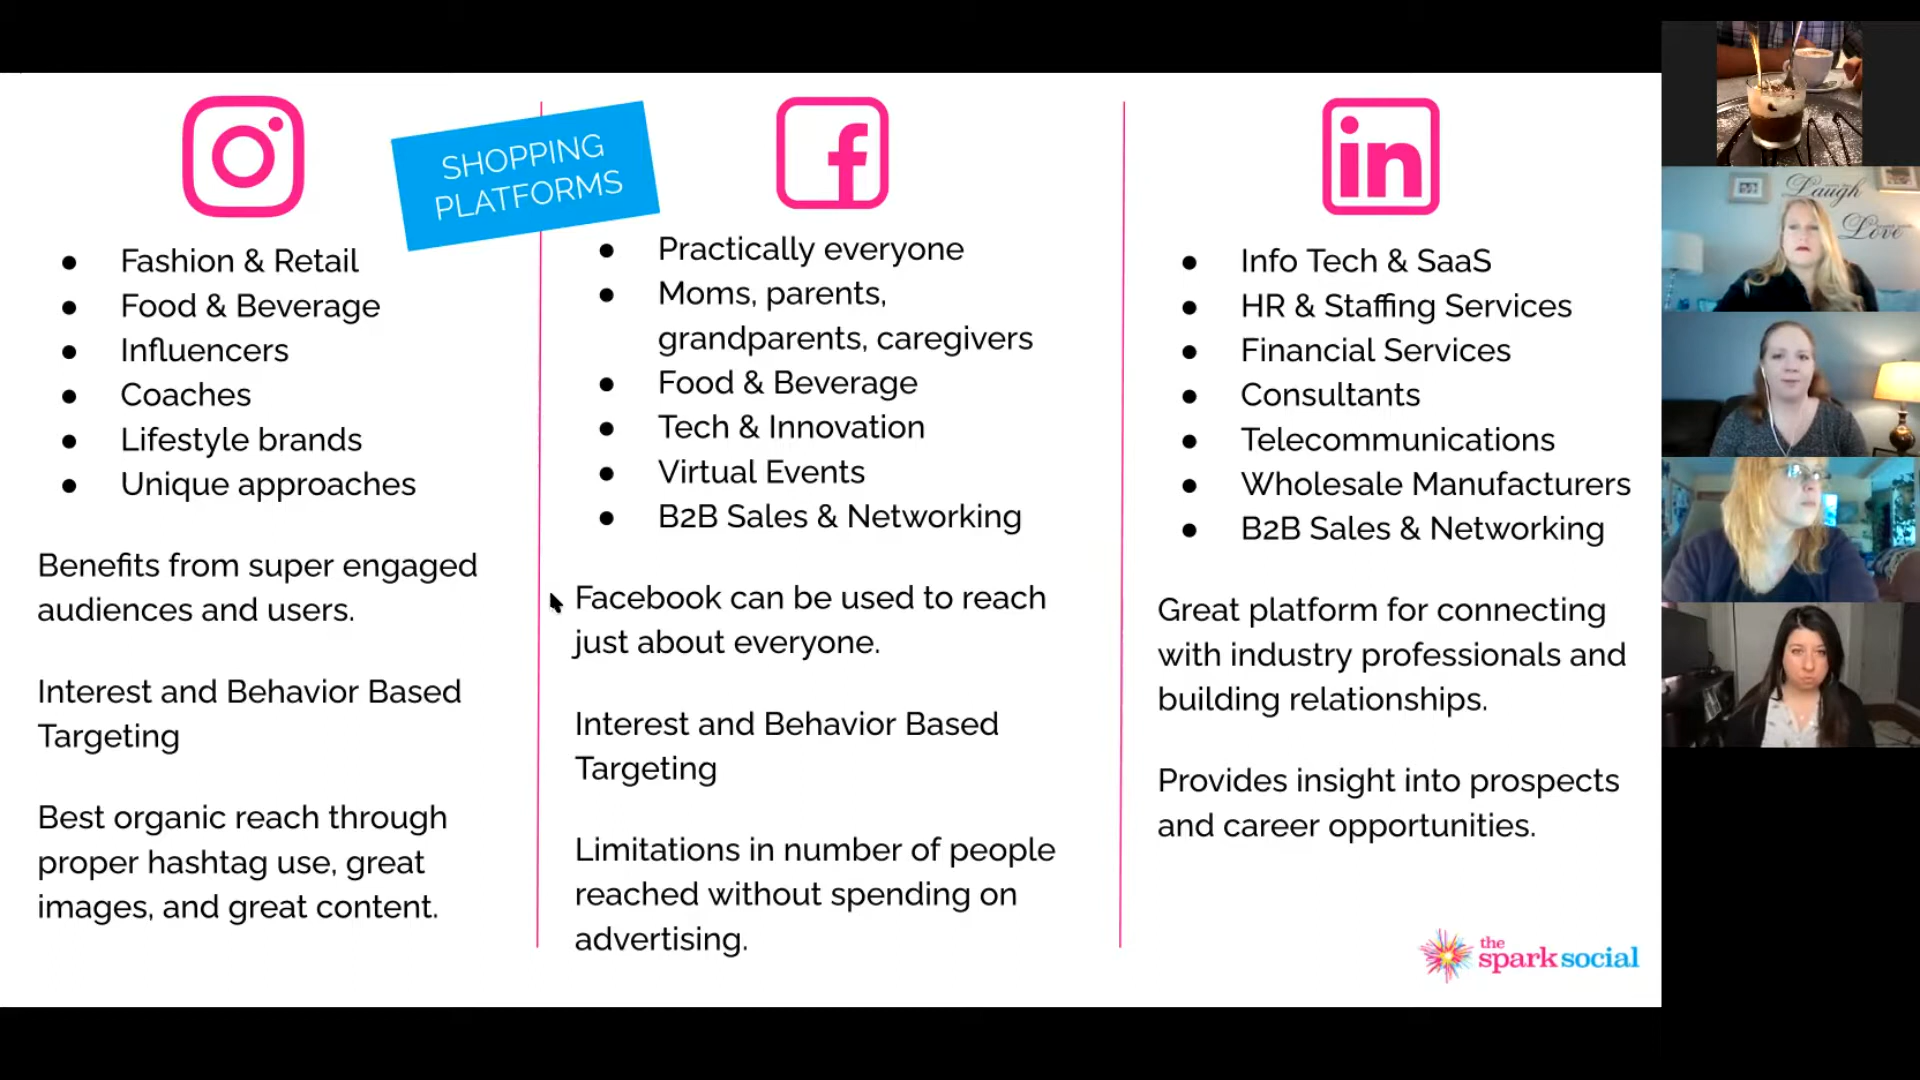 SHOPPING
PLATFORMS
● Fashion & Retail
● Food & Beverage
● Influencers
● Coaches
● Lifestyle brands
● Unique approaches
Benefits from super engaged
audiences and users.
Interest and Behavior Based
Targeting
Best organic reach through
proper hashtag use, great
images, and great content.
f
● Practically everyone
● Moms, parents,
grandparents, caregivers
● Food & Beverage
● Tech & Innovation
● Virtual Events
● B2B Sales & Networking
Facebook can be used to reach
just about everyone.
Interest and Behavior Based
Targeting
Limitations in number of people
reached without spending on
advertising.
in
● Info Tech & SaaS
● HR & Staffing Services
● Financial Services
● Consultants
● Telecommunications
● Wholesale Manufacturers
● B2B Sales & Networking
Great platform for connecting
with industry professionals and
building relationships.
Provides insight into prospects
and career opportunities.
the
spark social
Laugh
Love